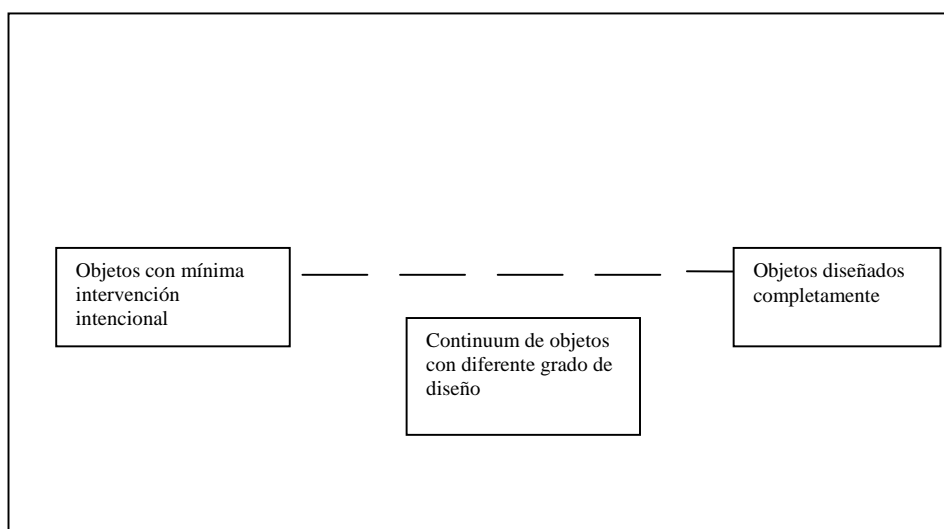 Objetos con mínima
intervención
intencional
Continuum de objetos
con diferente grado de
diseño
Objetos diseñados
completamente